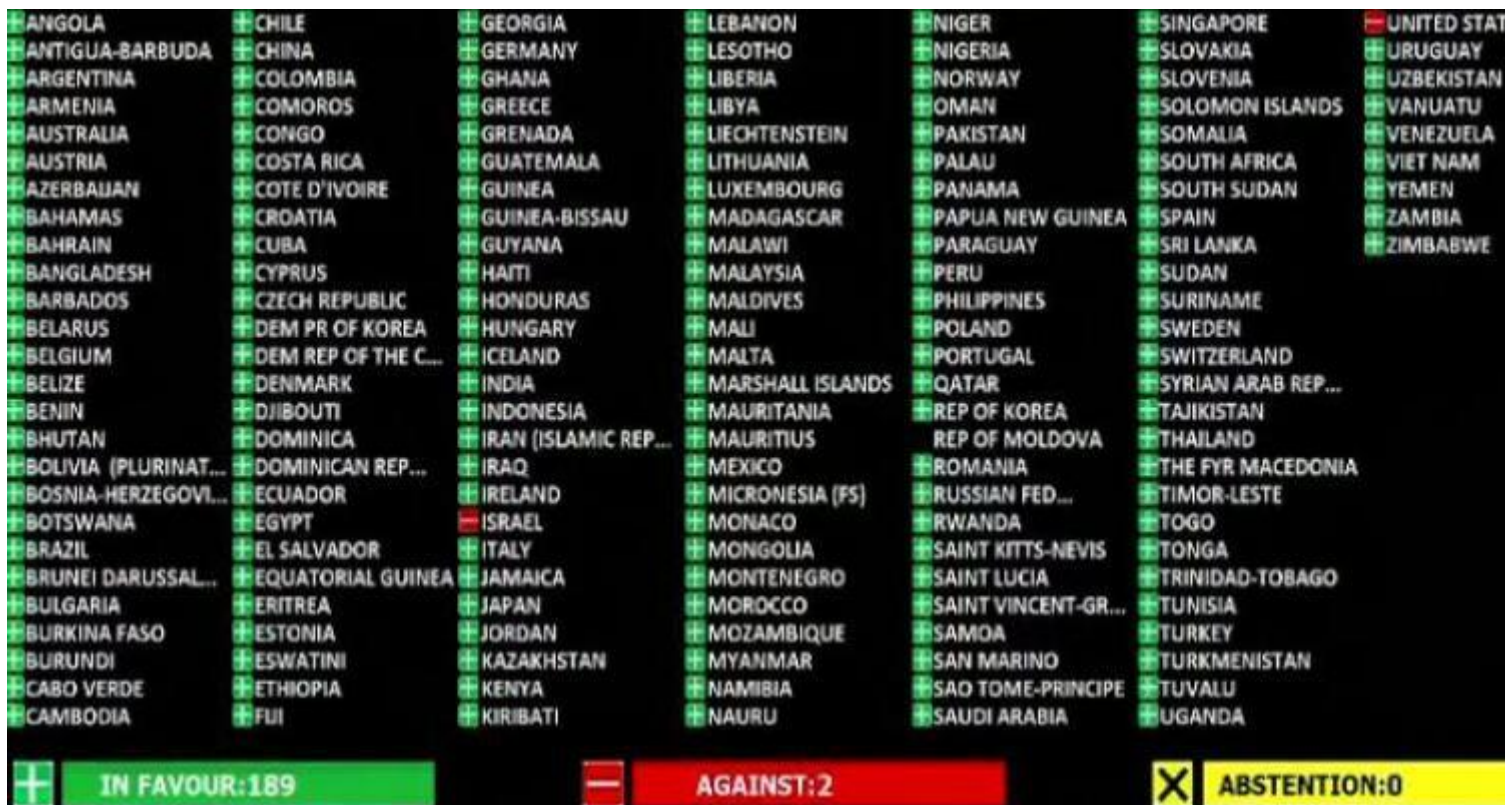 ANGOLA
ANTIGUA-BARBUDA
ARGENTINA
ARMENIA
AUSTRALIA
AUSTRIA
AZERBAIJAN
BAHAMAS
BAHRAIN
BANGLADESH
BARBADOS
BELARUS
BELGIUM
BELIZE
BENIN
BHUTAN
BOLIVIA (PLURINAT...
BOSNIA-HERZEGOVI...
BOTSWANA
BRAZIL
BRUNEI DARUSSAL...
BULGARIA
BURKINA FASO
BURUNDI
CABO VERDE
CAMBODIA
CHILE
CHINA
COLOMBIA
COMOROS
CONGO
COSTA RICA
COTE D'IVOIRE
CROATIA
CUBA
CYPRUS
CZECH REPUBLIC
DEM PR OF KOREA
DEM REP OF THE C...
DENMARK
DJIBOUTI
DOMINICA
DOMINICAN REP...
ECUADOR
EGYPT
EL SALVADOR
EQUATORIAL GUINEA
ERITREA
ESTONIA
ESWATINI
ETHIOPIA
FIJI
GEORGIA
GERMANY
GHANA
GREECE
GRENADA
GUATEMALA
GUINEA
GUINEA-BISSAU
GUYANA
HAITI
HONDURAS
HUNGARY
ICELAND
INDIA
INDONESIA
IRAN (ISLAMIC REP...
IRAQ
IRELAND
ISRAEL
ITALY
JAMAICA
JAPAN
JORDAN
KAZAKHSTAN
KENYA
KIRIBATI
LEBANON
LESOTHO
LIBERIA
LIBYA
LIECHTENSTEIN
LITHUANIA
LUXEMBOURG
MADAGASCAR
MALAWI
MALAYSIA
MALDIVES
MALI
MALTA
MARSHALL ISLANDS
MAURITANIA
MAURITIUS
MEXICO
MICRONESIA (FS)
MONACO
MONGOLIA
MONTENEGRO
MOROCCO
MOZAMBIQUE
MYANMAR
NAMIBIA
NAURU
NIGER
NIGERIA
NORWAY
OMAN
PAKISTAN
PALAU
PANAMA
PAPUA NEW GUINEA
PARAGUAY
PERU
PHILIPPINES
POLAND
PORTUGAL
QATAR
REP OF KOREA
REP OF MOLDOVA
ROMANIA
RUSSIAN FED...
RWANDA
SAINT KITTS-NEVIS
SAINT LUCIA
SAINT VINCENT-GR...
SAMOA
SAN MARINO
SAO TOME-PRINCIPE
SAUDI ARABIA
SINGAPORE
SLOVAKIA
SLOVENIA
SOLOMON ISLANDS
SOMALIA
SOUTH AFRICA
SOUTH SUDAN
SPAIN
SRI LANKA
SUDAN
SURINAME
SWEDEN
SWITZERLAND
SYRIAN ARAB REP...
TAJIKISTAN
THAILAND
THE FYR MACEDONIA
TIMOR-LESTE
TOGO
TONGA
TRINIDAD-TOBAGO
TUNISIA
TURKEY
TURKMENISTAN
TUVALU
UGANDA
UNITED STAT
URUGUAY
UZBEKISTAN
VANUATU
VENEZUELA
VIET NAM
YEMEN
ZAMBIA
ZIMBABWE
IN FAVOUR:189
AGAINST:2
ABSTENTION:0